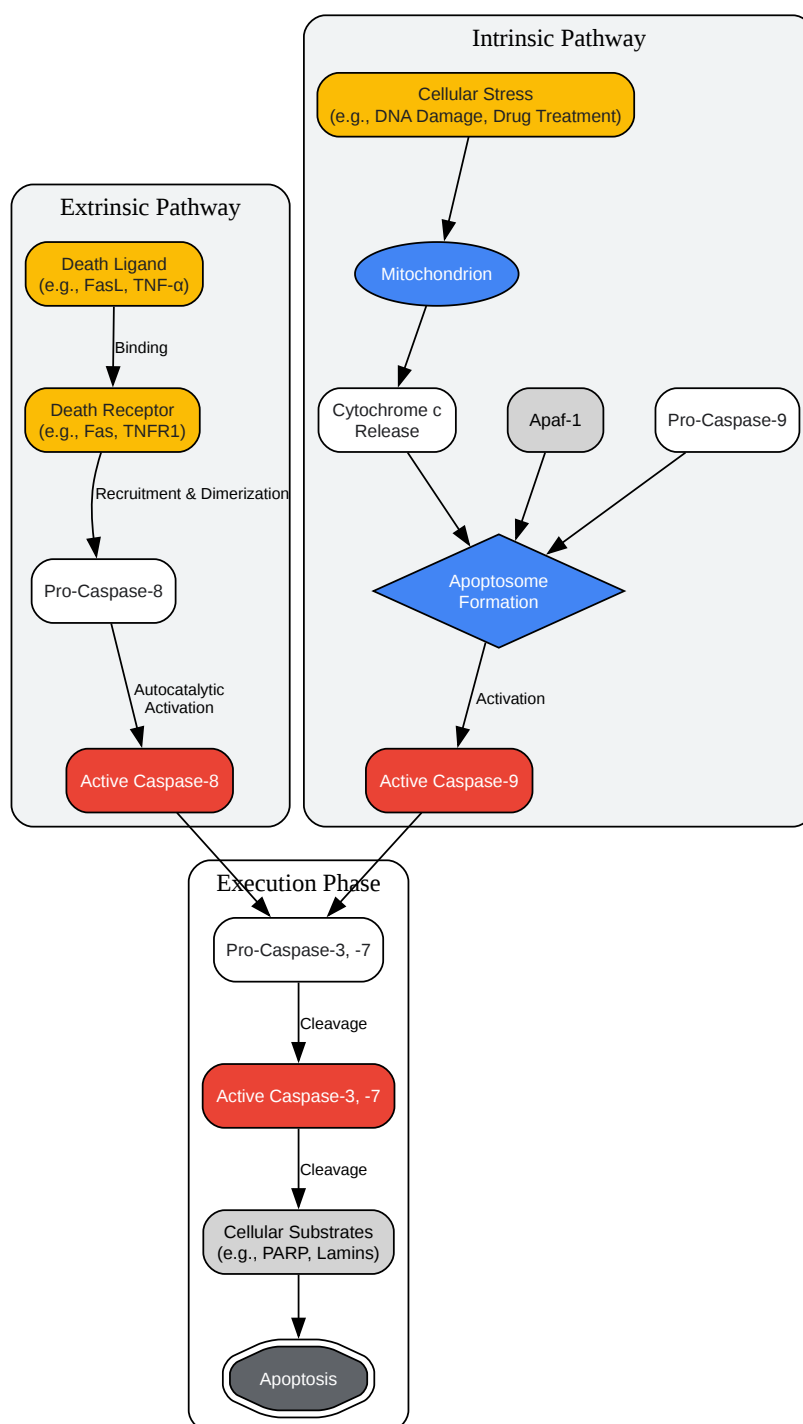 Intrinsic Pathway
Cellular Stress
(e.g., DNA Damage, Drug Treatment)
Mitochondrion
Cytochrome c
Release
Apaf-1
Pro-Caspase-9
Apoptosome
Formation
Activation
Active Caspase-9
Extrinsic Pathway
Death Ligand
(e.g., FasL, TNF-α)
Binding
Death Receptor
(e.g., Fas, TNFR1)
Recruitment & Dimerization
Pro-Caspase-8
Autocatalytic
Activation
Active Caspase-8
Execution Phase
Pro-Caspase-3, -7
Cleavage
Active Caspase-3, -7
Cleavage
Cellular Substrates
(e.g., PARP, Lamins)
Apoptosis